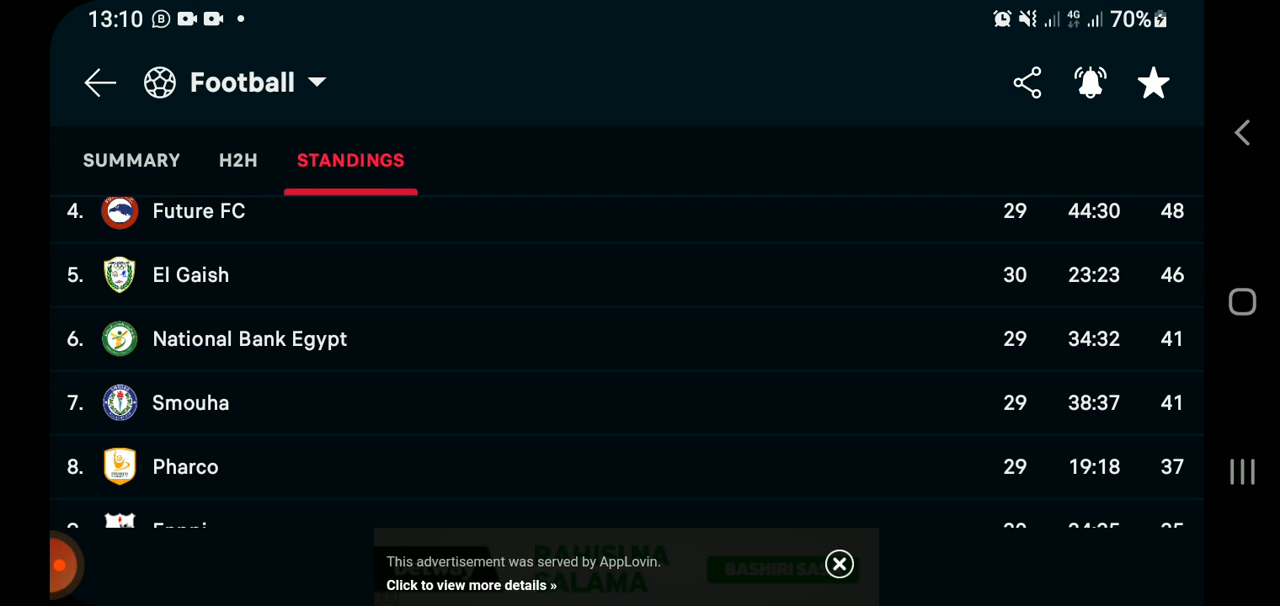 13:10 B 4G 70%
Football
SUMMARY H2H STANDINGS
4. Future FC 29 44:30 48
5. El Gaish 30 23:23 46
6. National Bank Egypt 29 34:32 41
7. Smouha 29 38:37 41
8. Pharco 29 19:18 37
This advertisement was served by AppLovin.
Click to view more details »
SALAMA